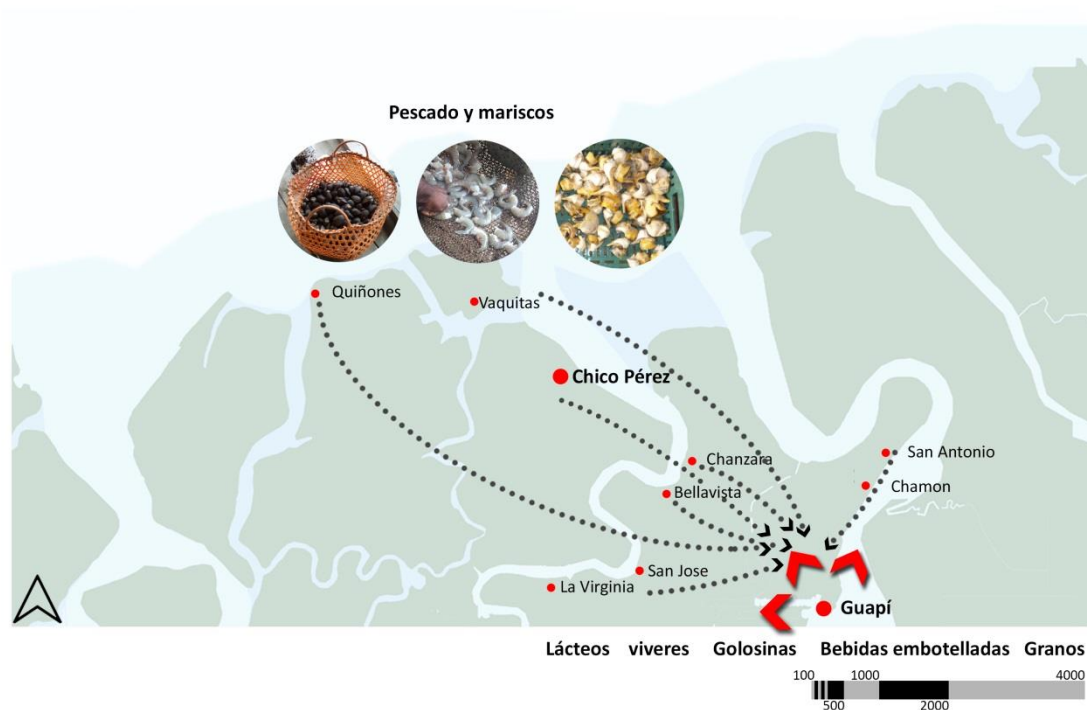 Pescado y mariscos
Quiñones
Vaquitas
Chico Pérez
Chanzara
San Antonio
Bellavista
Chamon
San Jose
La Virginia
Guapí
Lácteos viveres Golosinas Bebidas embotelladas Granos
100 1000 4000
500 2000